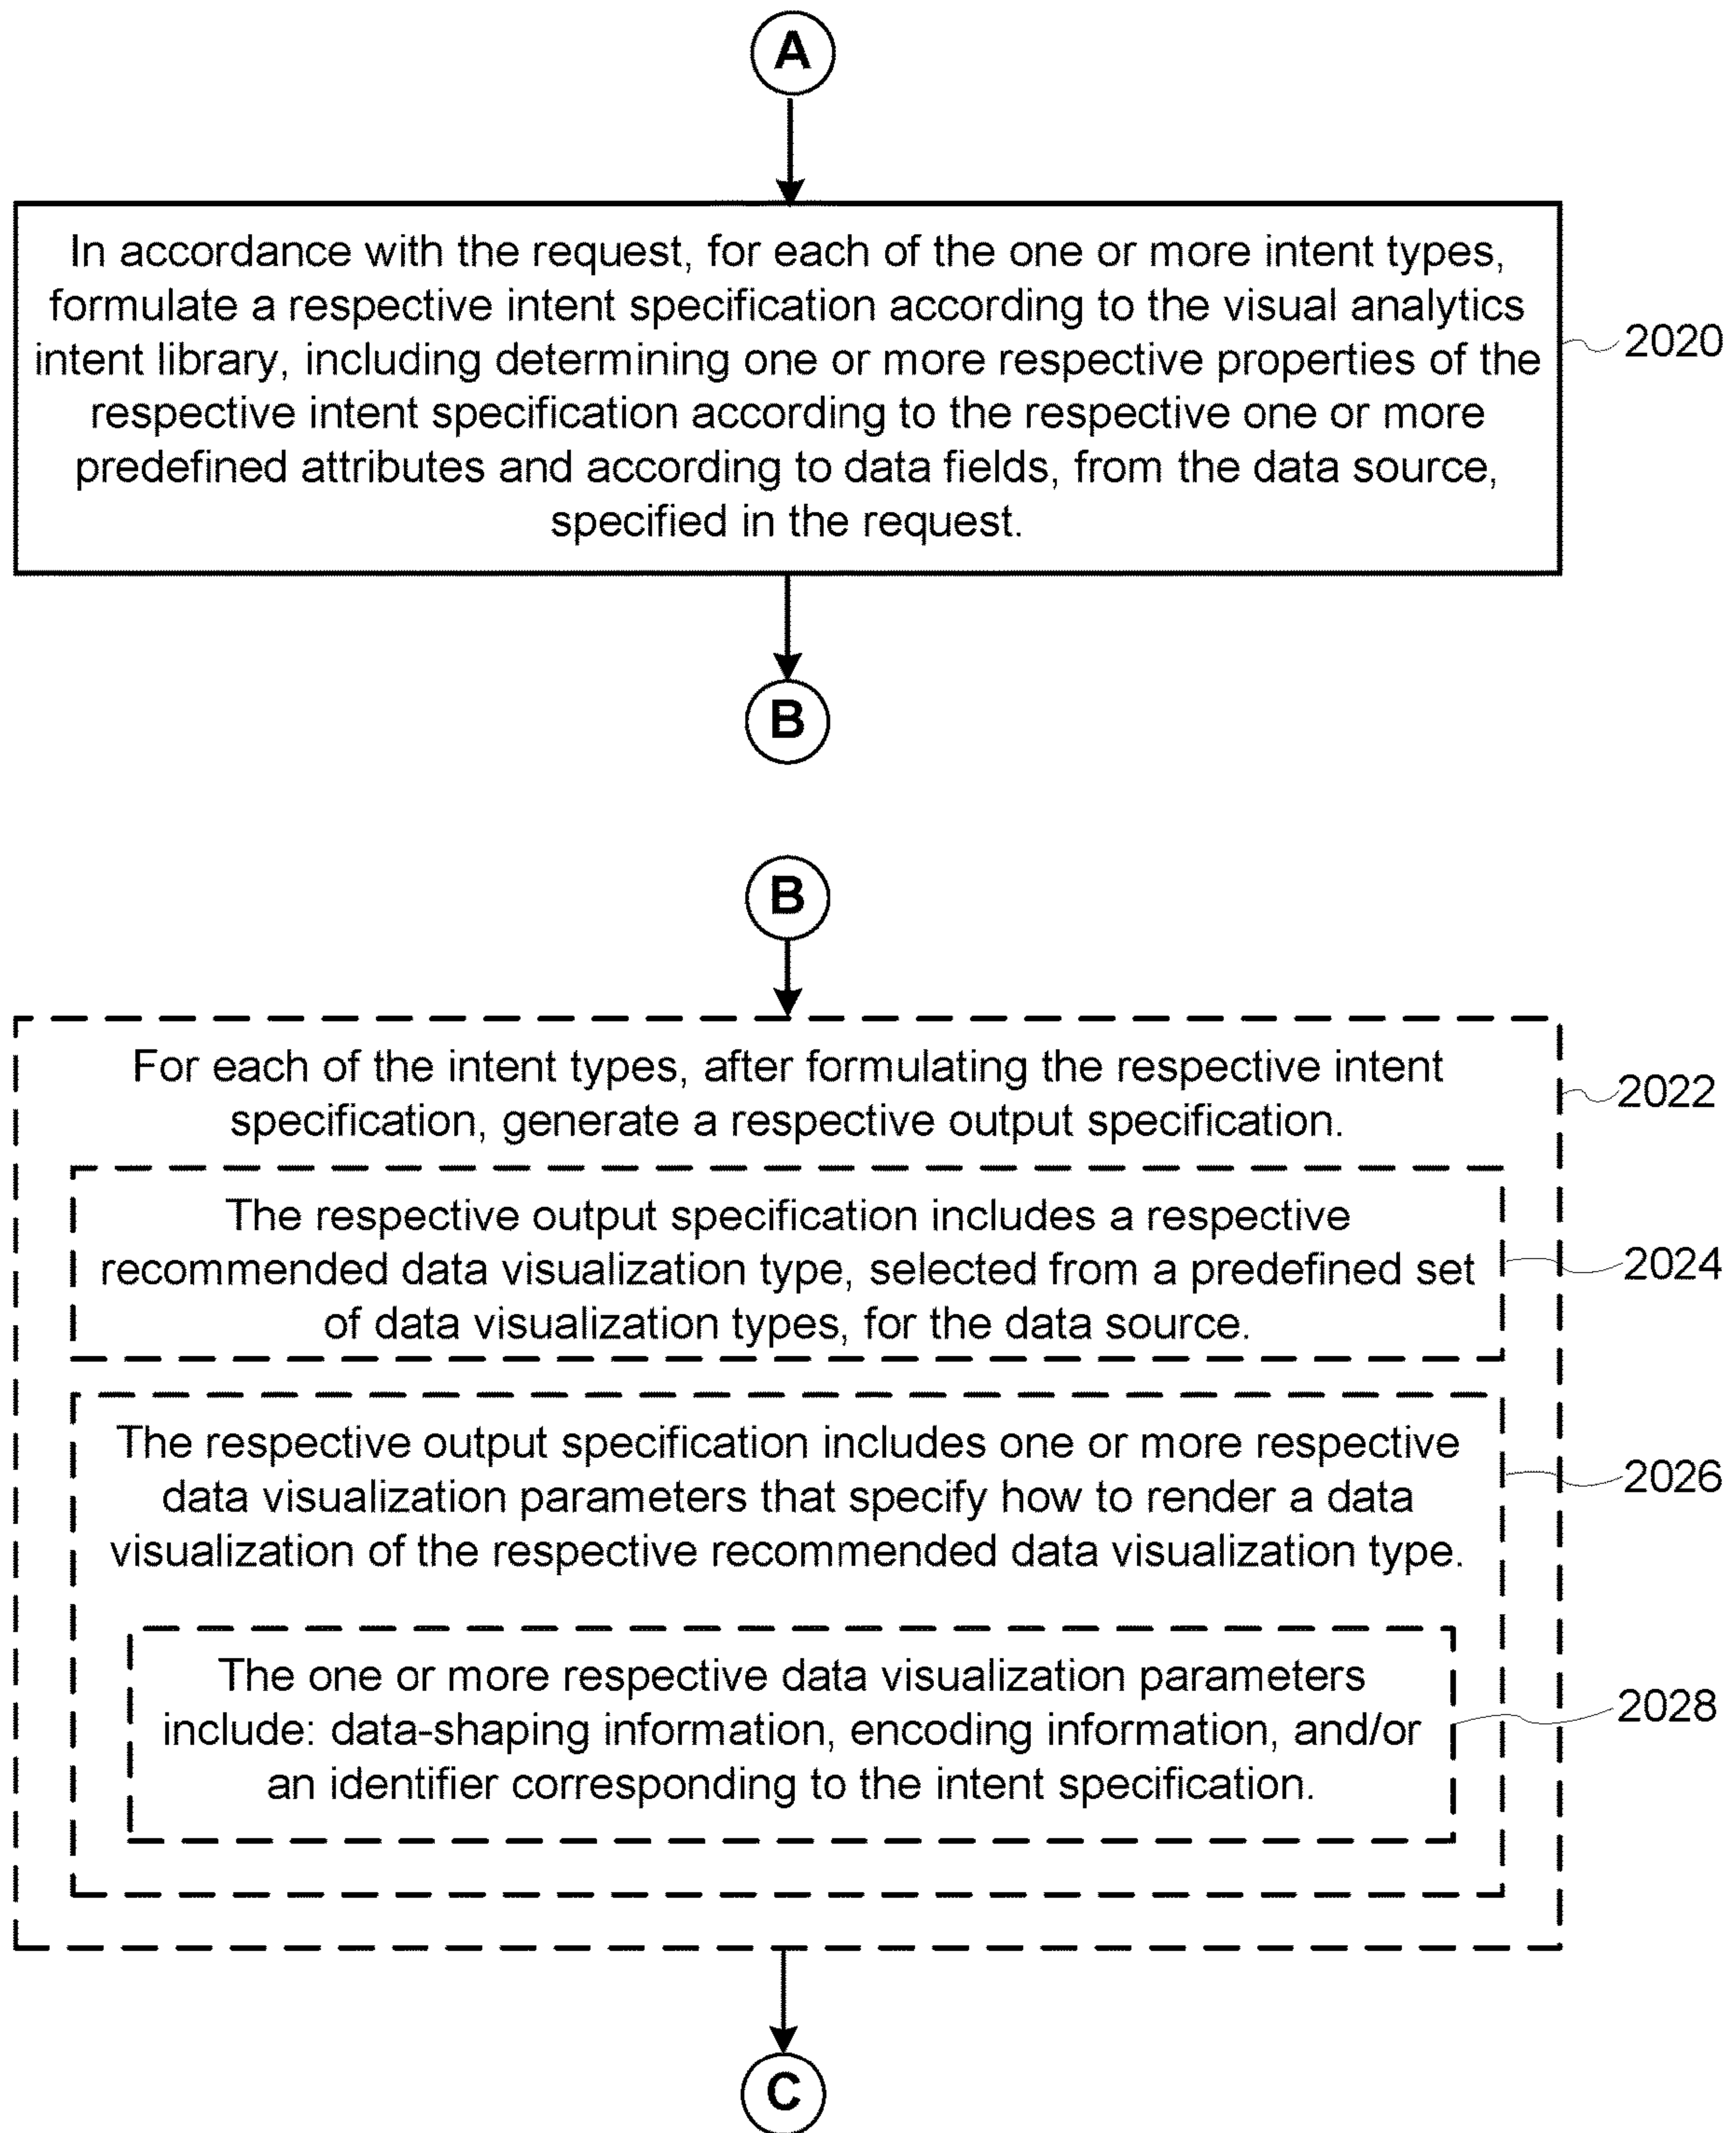 A
In accordance with the request, for each of the one or more intent types,
formulate a respective intent specification according to the visual analytics
intent library, including determining one or more respective properties of the
respective intent specification according to the respective one or more
predefined attributes and according to data fields, from the data source,
specified in the request.
2020
B
B
For each of the intent types, after formulating the respective intent
specification, generate a respective output specification.
2022
The respective output specification includes a respective
recommended data visualization type, selected from a predefined set
of data visualization types, for the data source.
2024
The respective output specification includes one or more respective
data visualization parameters that specify how to render a data
visualization of the respective recommended data visualization type.
2026
The one or more respective data visualization parameters
include: data-shaping information, encoding information, and/or
an identifier corresponding to the intent specification.
2028
C